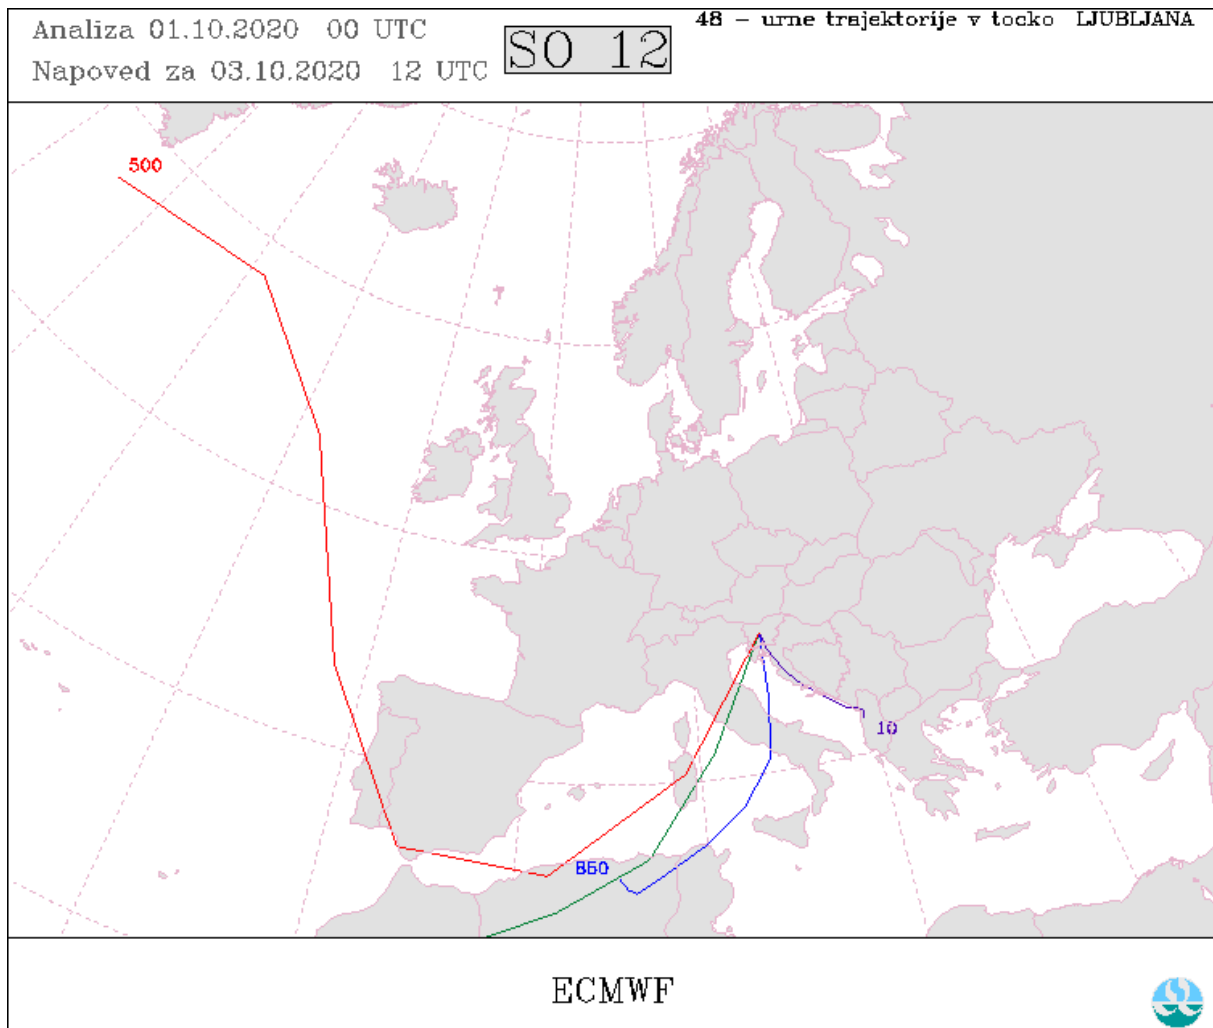 Analiza 01.10.2020 00 UTC
Napoved za 03.10.2020 12 UTC
SO 12
48 - urne trajektorije v tocko LJUBLJANA
500
10
850
ECMWF